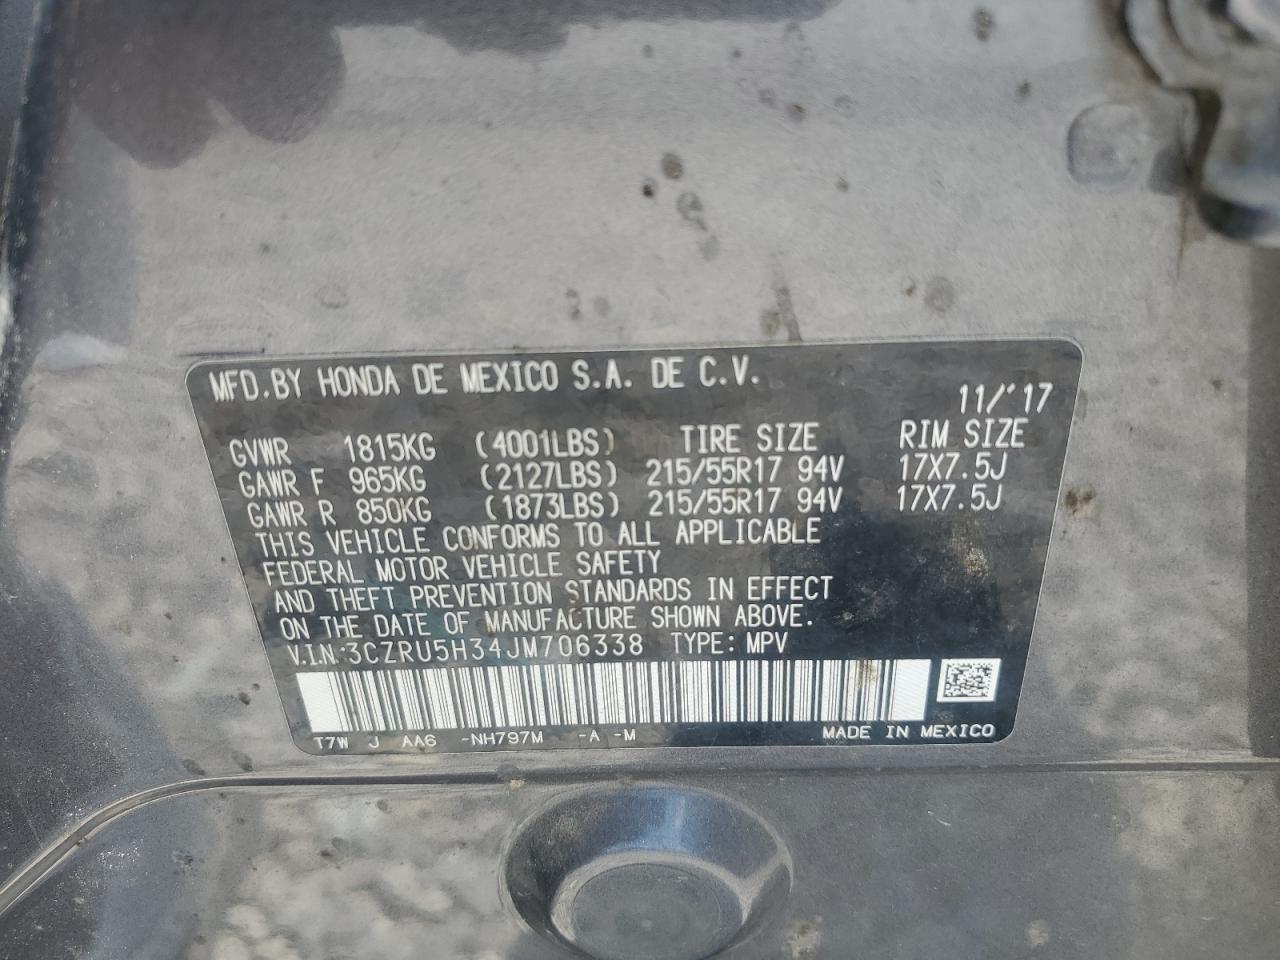 MFD.BY HONDA DE MEXICO S.A. DE C.V.
11/'17
GVWR 1815KG (4001LBS) TIRE SIZE RIM SIZE
GAWR F 965KG (2127LBS) 215/55R17 94V 17X7.5J
GAWR R 850KG (1873LBS) 215/55R17 94V 17X7.5J
THIS VEHICLE CONFORMS TO ALL APPLICABLE
FEDERAL MOTOR VEHICLE SAFETY
AND THEFT PREVENTION STANDARDS IN EFFECT
ON THE DATE OF MANUFACTURE SHOWN ABOVE.
V.I.N:3CZRU5H34JM706338 TYPE:MPV
T7W J AA6 -NH797M -A -M MADE IN MEXICO